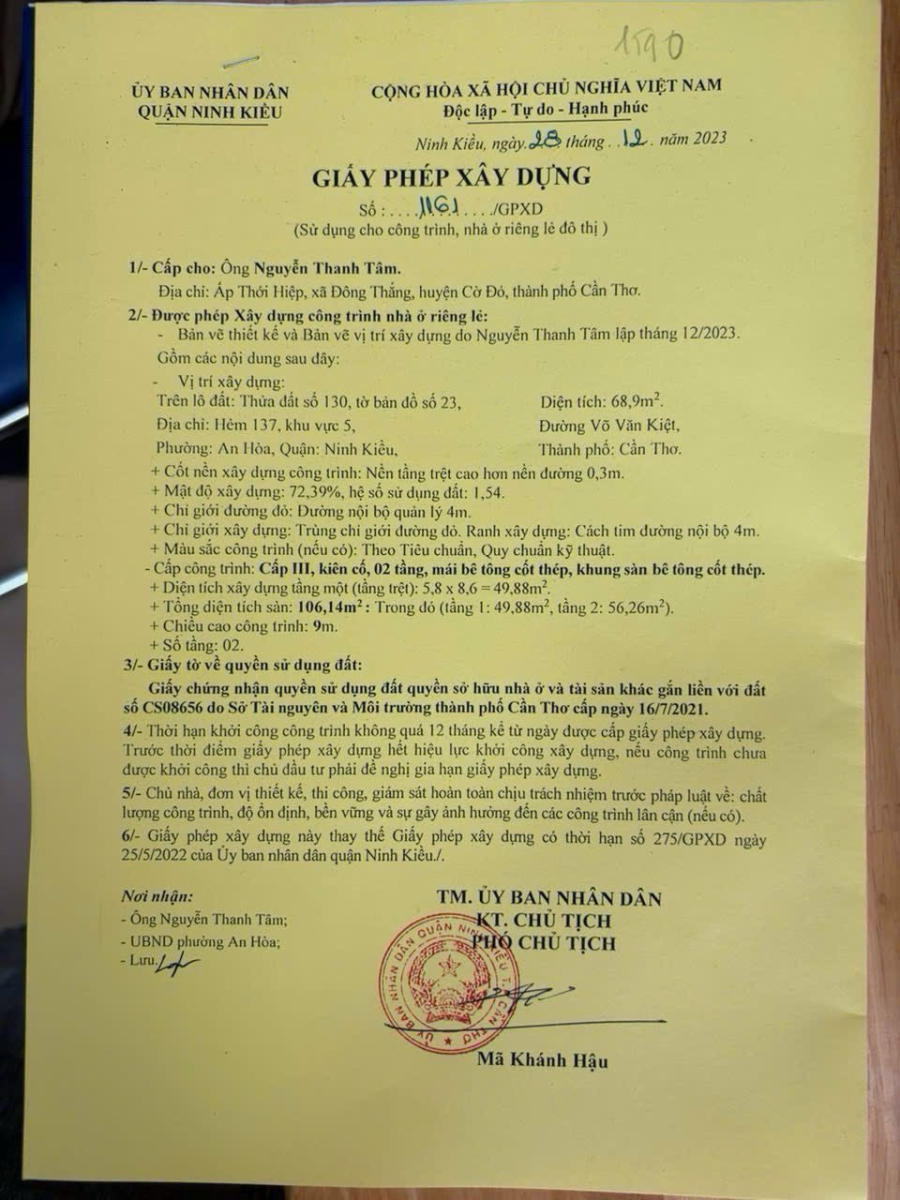 1590
ỦY BAN NHÂN DÂN
QUẬN NINH KIỀU
CỘNG HÒA XÃ HỘI CHỦ NGHĨA VIỆT NAM
Độc lập - Tự do - Hạnh phúc
Ninh Kiều, ngày.28 tháng. .12. năm 2023
GIẤY PHÉP XÂY DỰNG
Số : . . . .1161. . . . ./GPXD
(Sử dụng cho công trình, nhà ở riêng lẻ đô thị )
1/- Cấp cho: Ông Nguyễn Thanh Tâm.
Địa chỉ: Ấp Thới Hiệp, xã Đông Thắng, huyện Cờ Đỏ, thành phố Cần Thơ.
2/- Được phép Xây dựng công trình nhà ở riêng lẻ:
- Bản vẽ thiết kế và Bản vẽ vị trí xây dựng do Nguyễn Thanh Tâm lập tháng 12/2023.
Gồm các nội dung sau đây:
- Vị trí xây dựng:
Trên lô đất: Thửa đất số 130, tờ bản đồ số 23, Diện tích: 68,9m².
Địa chỉ: Hẻm 137, khu vực 5, Đường Võ Văn Kiệt,
Phường: An Hòa, Quận: Ninh Kiều, Thành phố: Cần Thơ.
+ Cốt nền xây dựng công trình: Nền tầng trệt cao hơn nền đường 0,3m.
+ Mật độ xây dựng: 72,39%, hệ số sử dụng đất: 1,54.
+ Chỉ giới đường đỏ: Đường nội bộ quản lý 4m.
+ Chỉ giới xây dựng: Trùng chỉ giới đường đỏ. Ranh xây dựng: Cách tim đường nội bộ 4m.
+ Màu sắc công trình (nếu có): Theo Tiêu chuẩn, Quy chuẩn kỹ thuật.
- Cấp công trình: Cấp III, kiên cố, 02 tầng, mái bê tông cốt thép, khung sàn bê tông cốt thép.
+ Diện tích xây dựng tầng một (tầng trệt): 5,8 x 8,6 = 49,88m².
+ Tổng diện tích sàn: 106,14m² : Trong đó (tầng 1: 49,88m², tầng 2: 56,26m²).
+ Chiều cao công trình: 9m.
+ Số tầng: 02.
3/- Giấy tờ về quyền sử dụng đất:
Giấy chứng nhận quyền sử dụng đất quyền sở hữu nhà ở và tài sản khác gắn liền với đất
số CS08656 do Sở Tài nguyên và Môi trường thành phố Cần Thơ cấp ngày 16/7/2021.
4/- Thời hạn khởi công công trình không quá 12 tháng kể từ ngày được cấp giấy phép xây dựng.
Trước thời điểm giấy phép xây dựng hết hiệu lực khởi công xây dựng, nếu công trình chưa
được khởi công thì chủ đầu tư phải đề nghị gia hạn giấy phép xây dựng.
5/- Chủ nhà, đơn vị thiết kế, thi công, giám sát hoàn toàn chịu trách nhiệm trước pháp luật về: chất
lượng công trình, độ ổn định, bền vững và sự gây ảnh hưởng đến các công trình lân cận (nếu có).
6/- Giấy phép xây dựng này thay thế Giấy phép xây dựng có thời hạn số 275/GPXD ngày
25/5/2022 của Ủy ban nhân dân quận Ninh Kiều./.
Nơi nhận:
- Ông Nguyễn Thanh Tâm;
- UBND phường An Hòa;
- Lưu.
TM. ỦY BAN NHÂN DÂN
KT. CHỦ TỊCH
PHÓ CHỦ TỊCH
ỦY BAN NHÂN DÂN QUẬN NINH KIỀU T.P CẦN THƠ
Mã Khánh Hậu